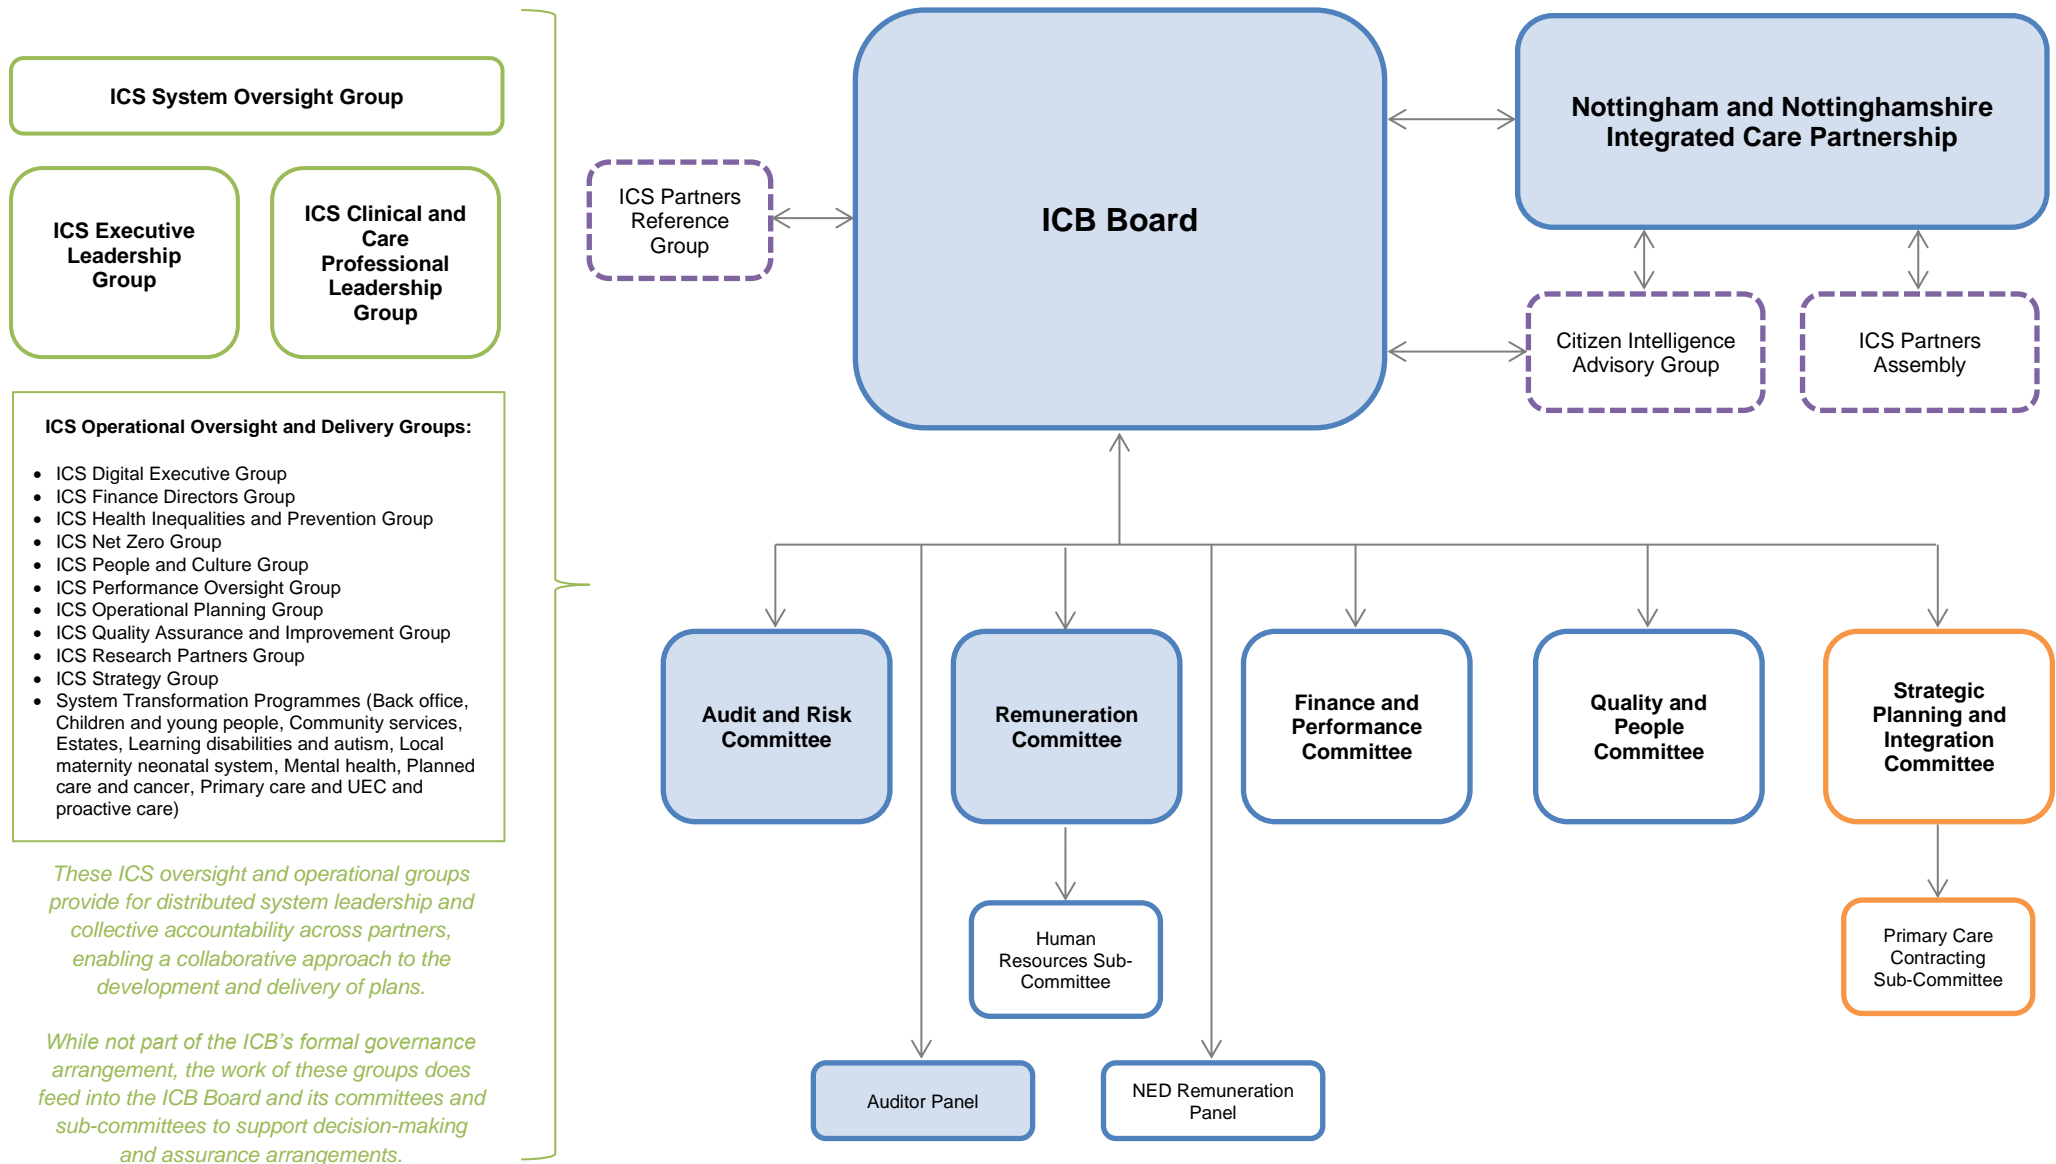 ICS System Oversight Group
ICS Executive
Leadership
Group
ICS Clinical and
Care
Professional
Leadership
Group
ICS Operational Oversight and Delivery Groups:
• ICS Digital Executive Group
• ICS Finance Directors Group
• ICS Health Inequalities and Prevention Group
• ICS Net Zero Group
• ICS People and Culture Group
• ICS Performance Oversight Group
• ICS Operational Planning Group
• ICS Quality Assurance and Improvement Group
• ICS Research Partners Group
• ICS Strategy Group
• System Transformation Programmes (Back office,
Children and young people, Community services,
Estates, Learning disabilities and autism, Local
maternity neonatal system, Mental health, Planned
care and cancer, Primary care and UEC and
proactive care)
These ICS oversight and operational groups
provide for distributed system leadership and
collective accountability across partners,
enabling a collaborative approach to the
development and delivery of plans.
While not part of the ICB’s formal governance
arrangement, the work of these groups does
feed into the ICB Board and its committees and
sub-committees to support decision-making
and assurance arrangements.
ICS Partners
Reference
Group
ICB Board
Nottingham and Nottinghamshire
Integrated Care Partnership
Citizen Intelligence
Advisory Group
ICS Partners
Assembly
Audit and Risk
Committee
Remuneration
Committee
Finance and
Performance
Committee
Quality and
People
Committee
Strategic
Planning and
Integration
Committee
Human
Resources Sub-
Committee
Primary Care
Contracting
Sub-Committee
Auditor Panel
NED Remuneration
Panel